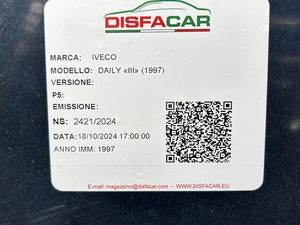 DISFACAR
MARCA: IVECO
MODELLO: DAILY «III» (1997)
VERSIONE:
P5:
EMISSIONE:
NS: 2421/2024
DATA:18/10/2024 17:00:00
ANNO IMM: 1997
E-mail: magazzino@disfacar.com WWW.DISFACAR.EU